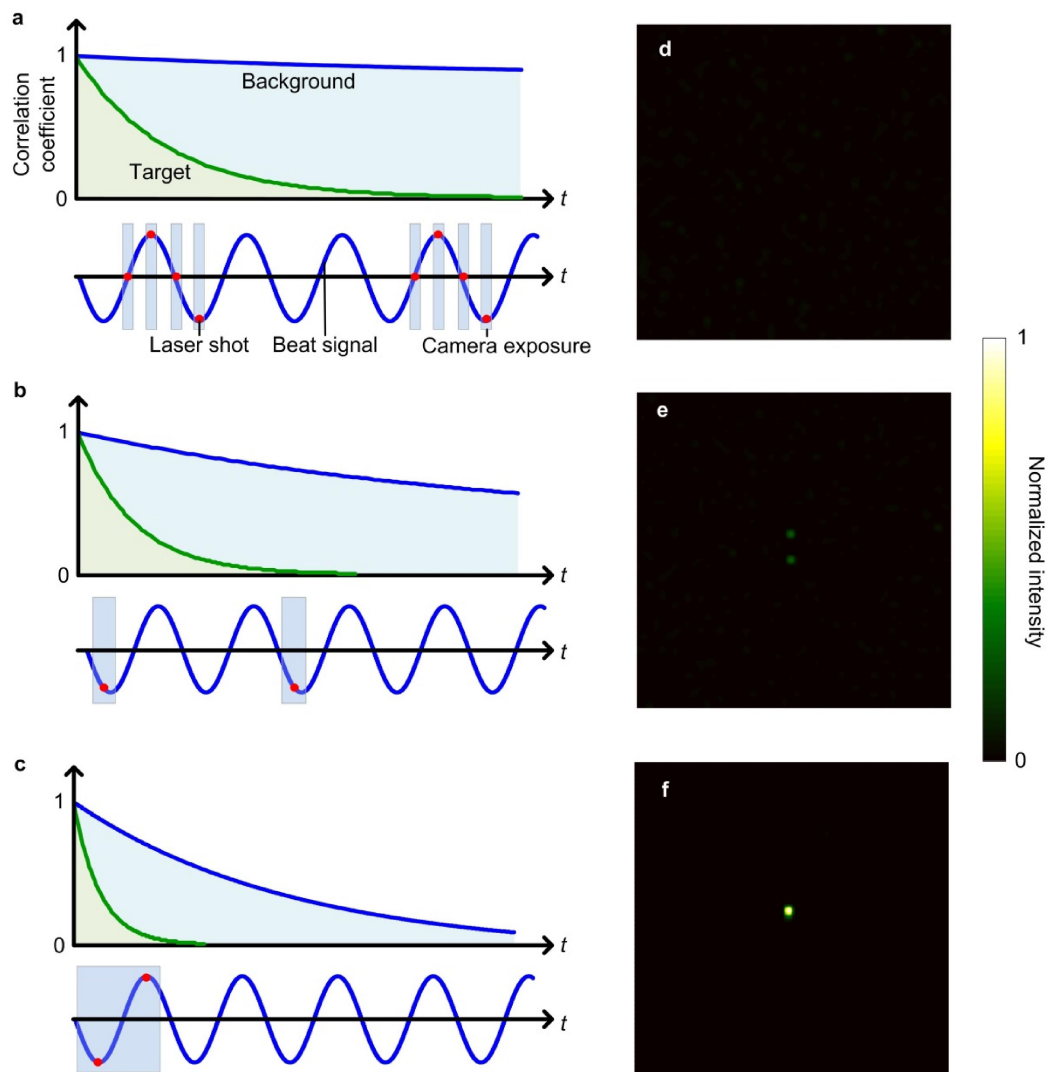 a
Correlation
coefficient
1
0
Background
Target
t
t
Laser shot
Beat signal
Camera exposure
b
1
0
t
t
c
1
0
t
t
d
e
f
1
0
Normalized intensity